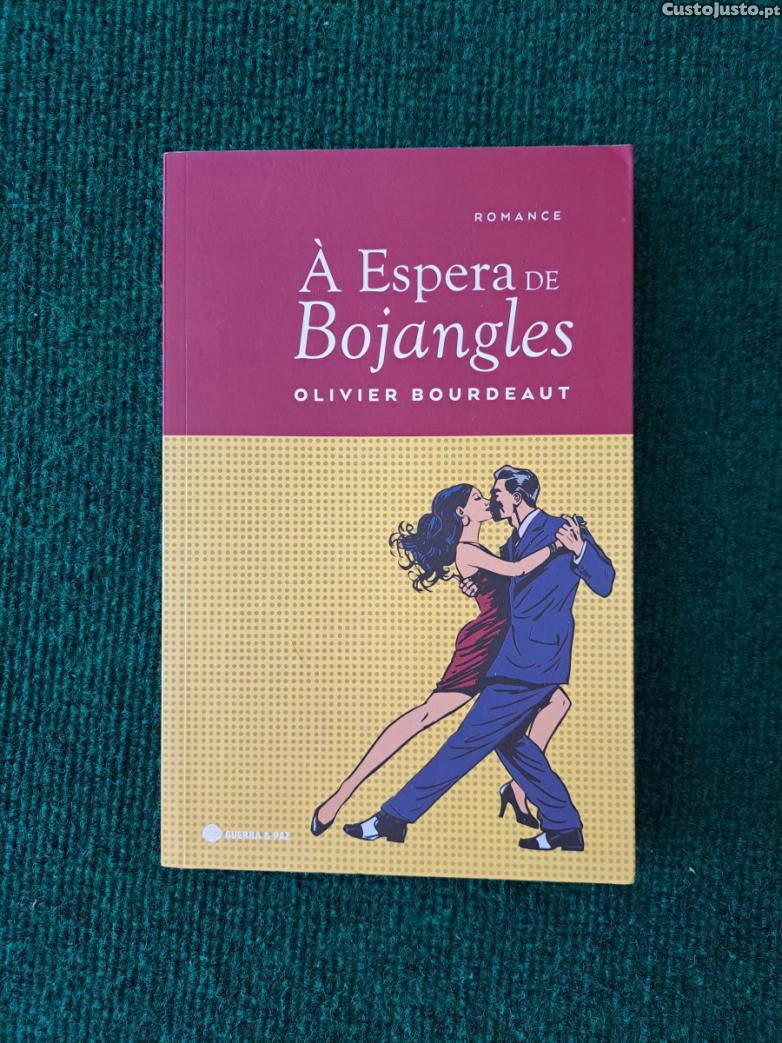 CustoJusto.pt
ROMANCE
À Espera DE
Bojangles
OLIVIER BOURDEAUT
GUERRA & PAZ